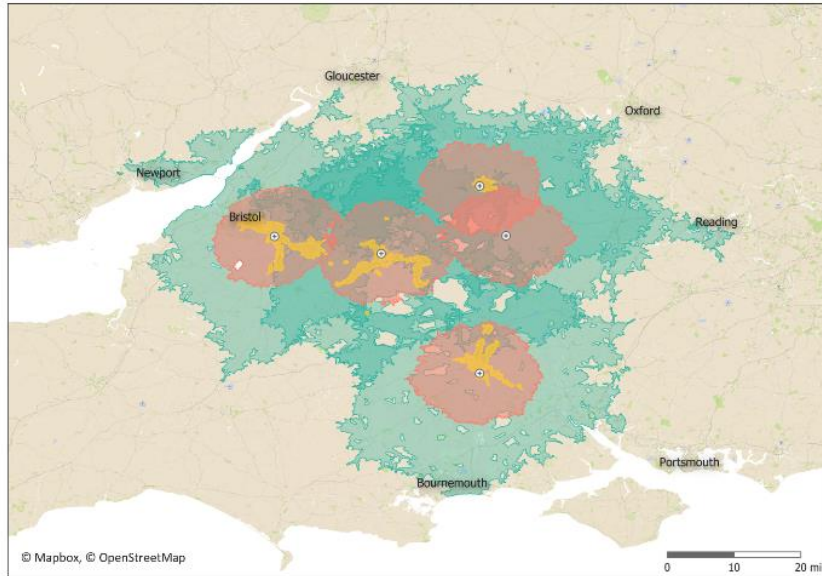 Gloucester
Oxford
Newport
Bristol
Reading
Portsmouth
Bournemouth
© Mapbox, © OpenStreetMap
0 10 20 mi